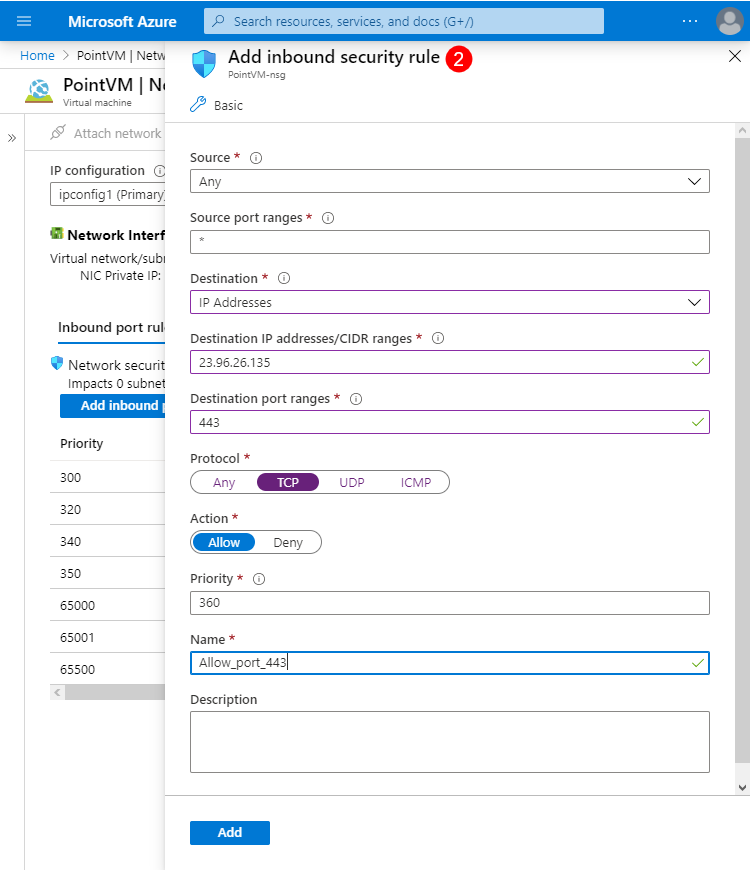 Microsoft Azure
Search resources, services, and docs (G+/)
Home > PointVM | Netw
PointVM | Ne
Virtual machine
Attach network
IP configuration
ipconfig1 (Primary)
Network Interf
Virtual network/subn
NIC Private IP:
Inbound port rul
Network securit
Impacts 0 subnet
Add inbound p
Priority
300
320
340
350
65000
65001
65500
Add inbound security rule 2
PointVM-nsg
Basic
Source *
Any
Source port ranges *
*
Destination *
IP Addresses
Destination IP addresses/CIDR ranges *
23.96.26.135
Destination port ranges *
443
Protocol *
Any TCP UDP ICMP
Action *
Allow Deny
Priority *
360
Name *
Allow_port_443
Description
Add